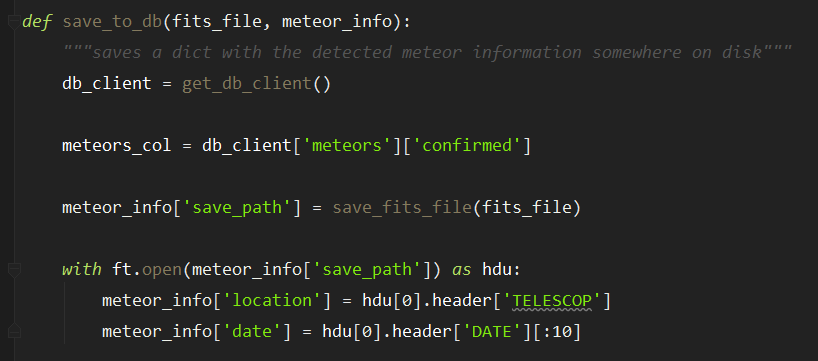 def save_to_db(fits_file, meteor_info):
    """saves a dict with the detected meteor information somewhere on disk"""
    db_client = get_db_client()
    meteors_col = db_client['meteors']['confirmed']
    meteor_info['save_path'] = save_fits_file(fits_file)
    with ft.open(meteor_info['save_path']) as hdu:
        meteor_info['location'] = hdu[0].header['TELESCOP']
        meteor_info['date'] = hdu[0].header['DATE'][:10]